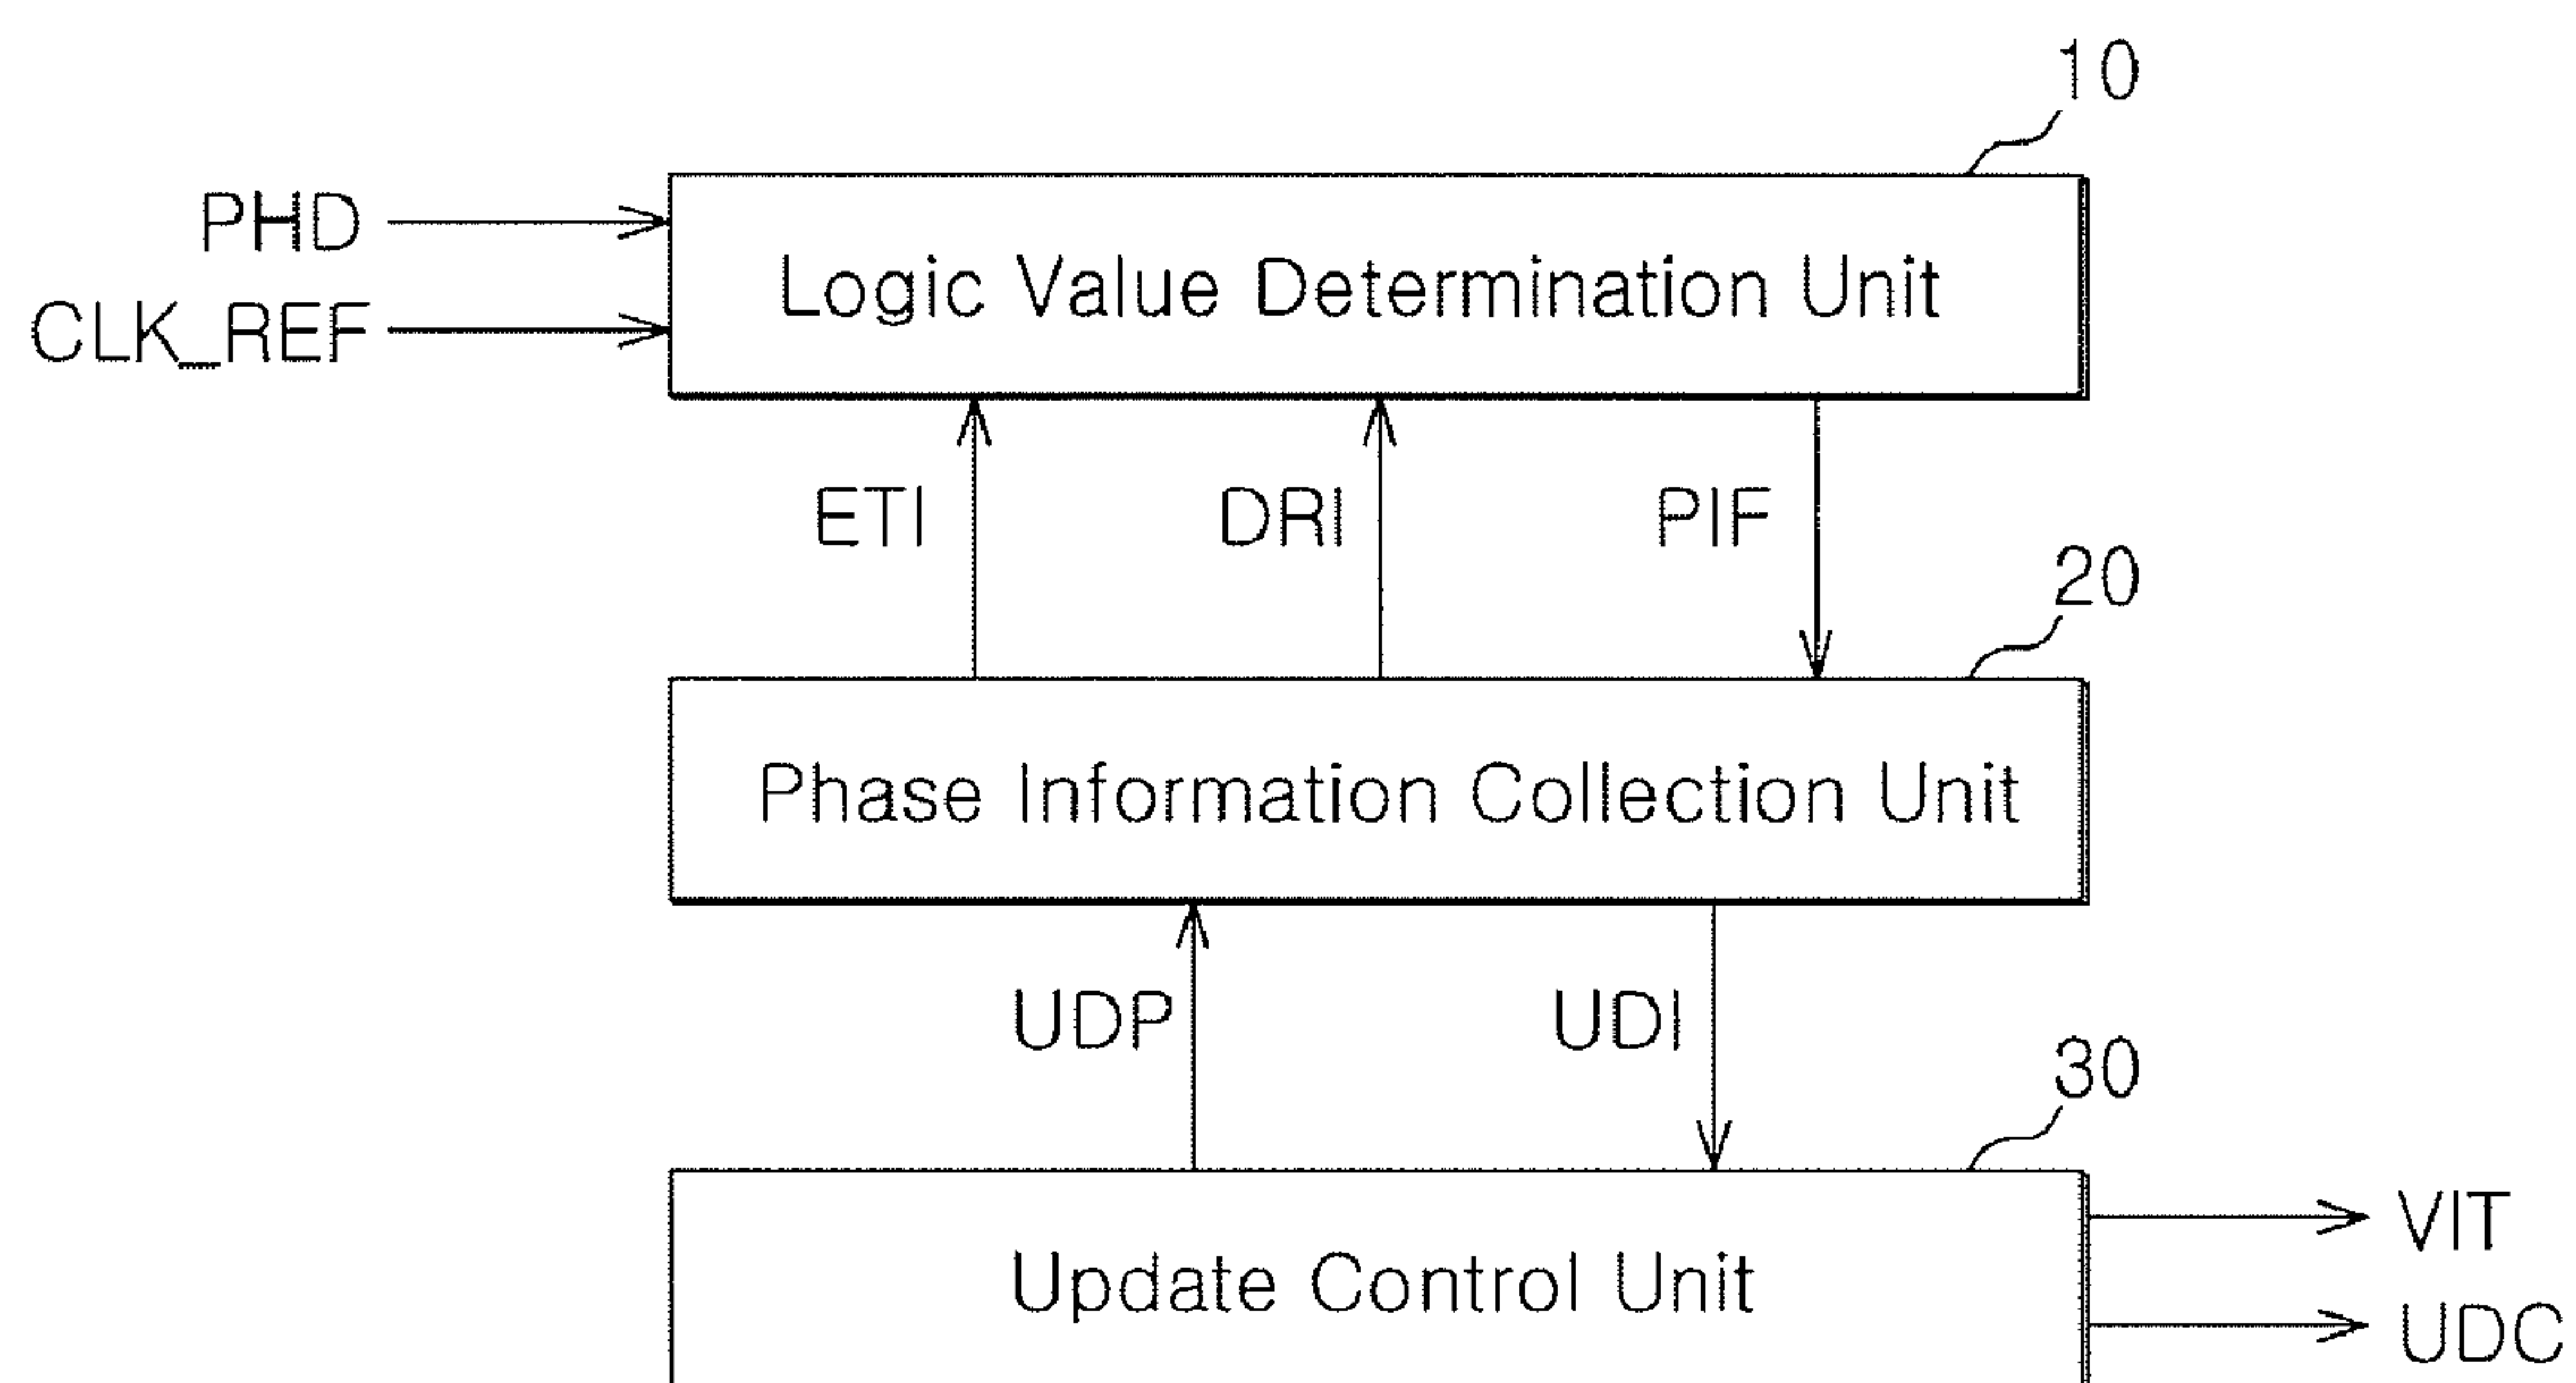 10
PHD
Logic Value Determination Unit
CLK_REF
ETI DRI PIF
20
Phase Information Collection Unit
UDP UDI
30
VIT
Update Control Unit
UDC